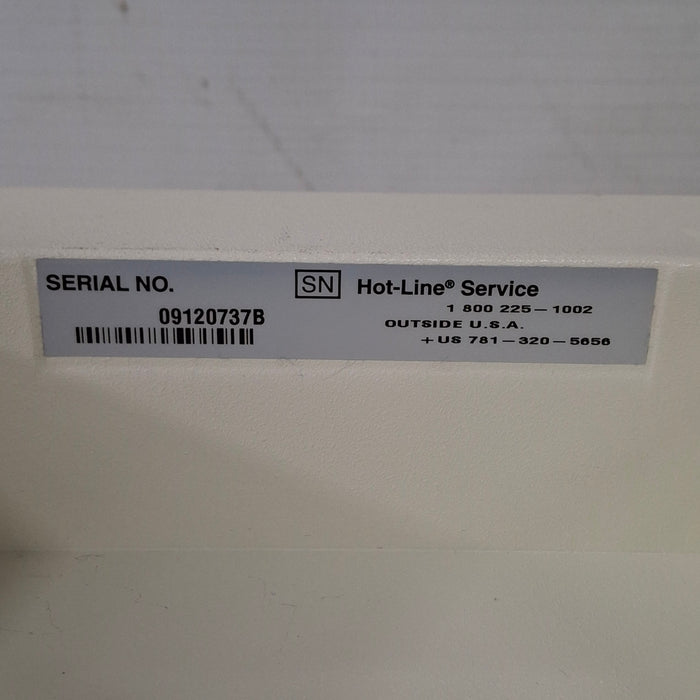 SERIAL NO.
09120737B
SN
Hot-Line® Service
1 800 225-1002
OUTSIDE U.S.A.
+US 781-320-5656